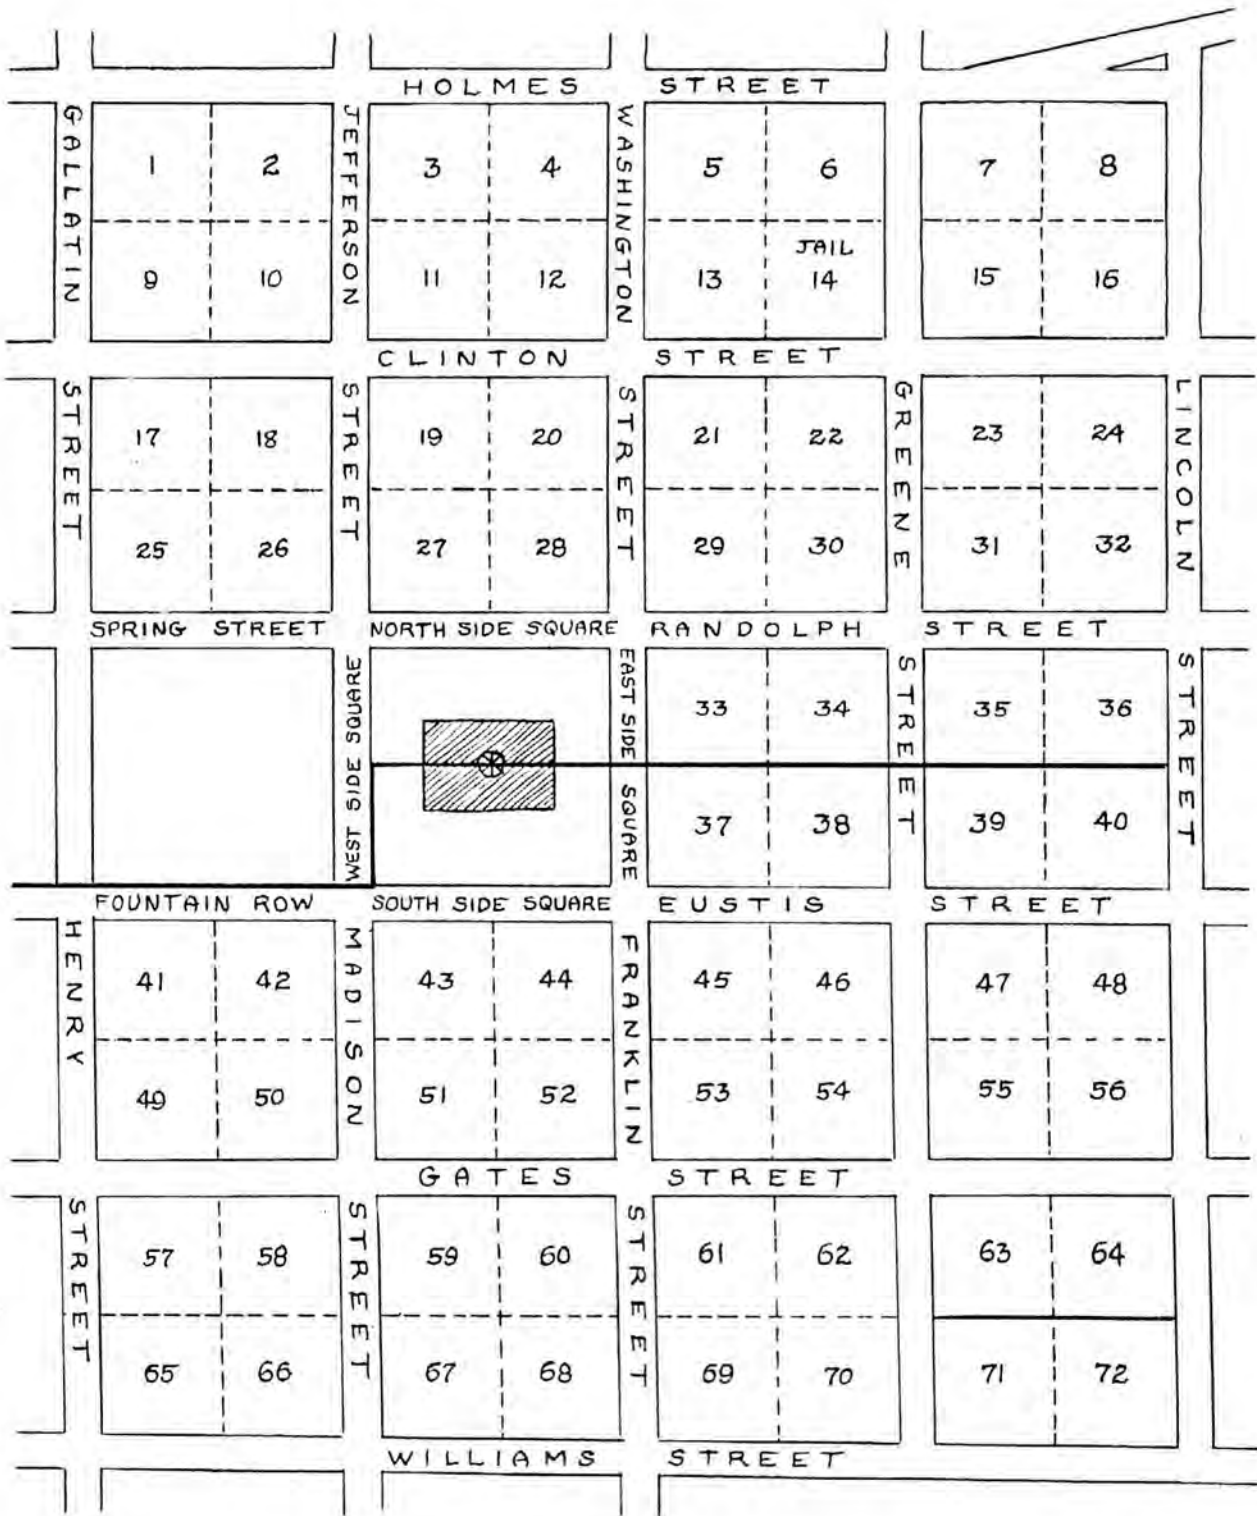 HOLMES STREET
GALLATIN
JEFFERSON
WASHINGTON
1 2 3 4 5 6 7 8
JAIL
9 10 11 12 13 14 15 16
CLINTON STREET
STREET
STREET
STREET
GREENE
LINCOLN
17 18 19 20 21 22 23 24
25 26 27 28 29 30 31 32
SPRING STREET NORTH SIDE SQUARE RANDOLPH STREET
WEST SIDE SQUARE
EAST SIDE SQUARE
STREET
STREET
33 34 35 36
37 38 39 40
FOUNTAIN ROW SOUTH SIDE SQUARE EUSTIS STREET
HENRY
MADISON
FRANKLIN
41 42 43 44 45 46 47 48
49 50 51 52 53 54 55 56
GATES STREET
STREET
STREET
STREET
57 58 59 60 61 62 63 64
65 66 67 68 69 70 71 72
WILLIAMS STREET